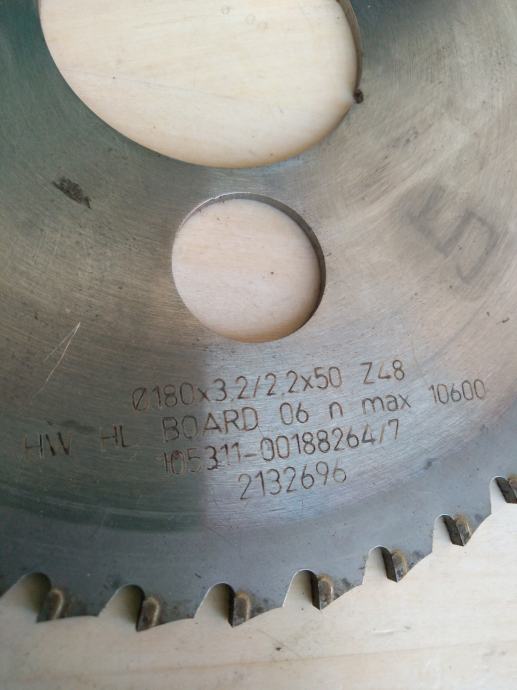 Ø180x3.2/2.2x50 Z48
HW HL BOARD 06 n max 10600
105311-00188264/7
2132696